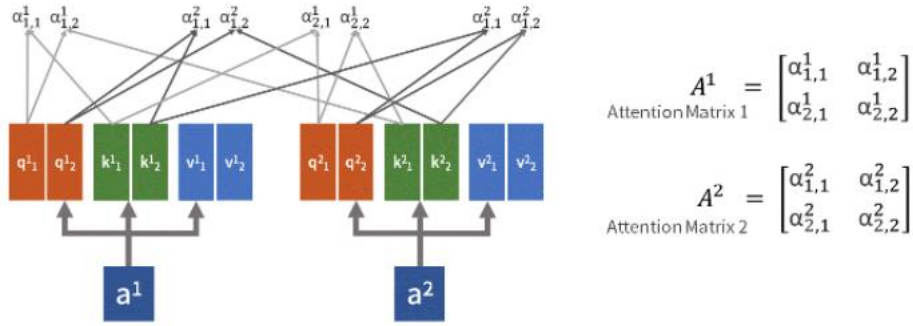 α¹₁,₁ α¹₁,₂ α²₁,₁ α²₁,₂ α¹₂,₁ α¹₂,₂ α²₁,₁ α²₁,₂
q¹₁ q¹₂ k¹₁ k¹₂ v¹₁ v¹₂ q²₁ q²₂ k²₁ k²₂ v²₁ v²₂
a¹ a²
A¹ = [α¹₁,₁ α¹₁,₂
α¹₂,₁ α¹₂,₂]
Attention Matrix 1
A² = [α²₁,₁ α²₁,₂
α²₂,₁ α²₂,₂]
Attention Matrix 2